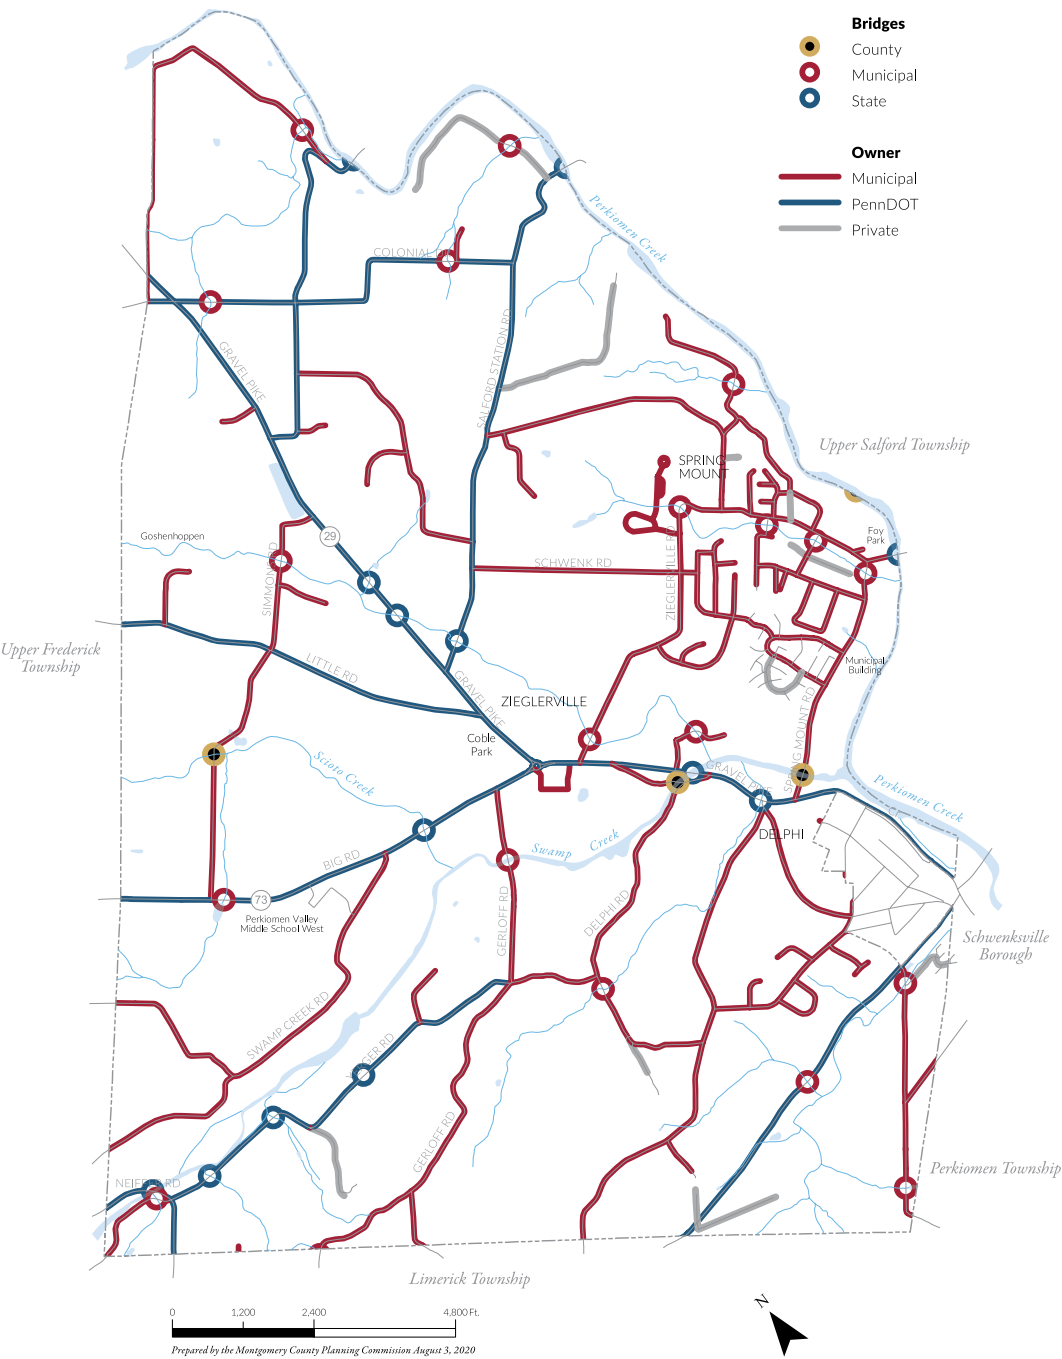 Bridges
County
Municipal
State
Owner
Municipal
PennDOT
Private
Perkiomen Creek
COLONIAL
GRAVEL PIKE
SALFORD STATION RD
Upper Salford Township
SPRING
MOUNT
Foy
Park
Goshenhoppen
29
SIMMON RD
SCHWENK RD
ZIEGLERVILLE RD
Upper Frederick
Township
LITTLE RD
GRAVEL PIKE
ZIEGLERVILLE
Municipal
Building
Coble
Park
SPRING MOUNT RD
Scioto Creek
GRAVEL PIKE
Perkiomen Creek
DELPHI
Swamp Creek
BIG RD
73
Perkiomen Valley
Middle School West
GERLOFF RD
DELPHI RD
Schwenksville
Borough
SWAMP CREEK RD
GERLOFF RD
NEIFFER RD
Perkiomen Township
Limerick Township
N
0 1,200 2,400 4,800 Ft.
Prepared by the Montgomery County Planning Commission August 3, 2020